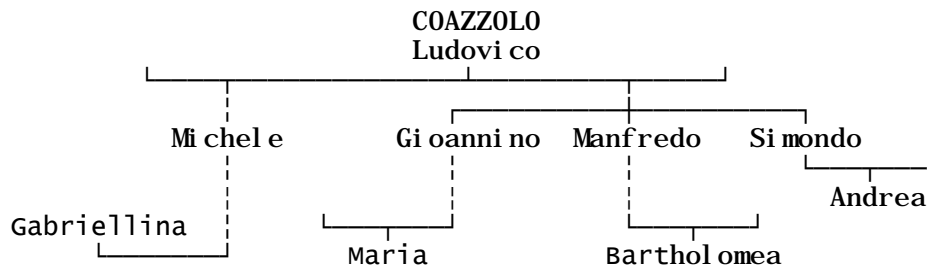 COAZZOLO
Ludovico
Michele Gioannino Manfredo Simondo
Andrea
Gabriellina
Maria Bartholomea